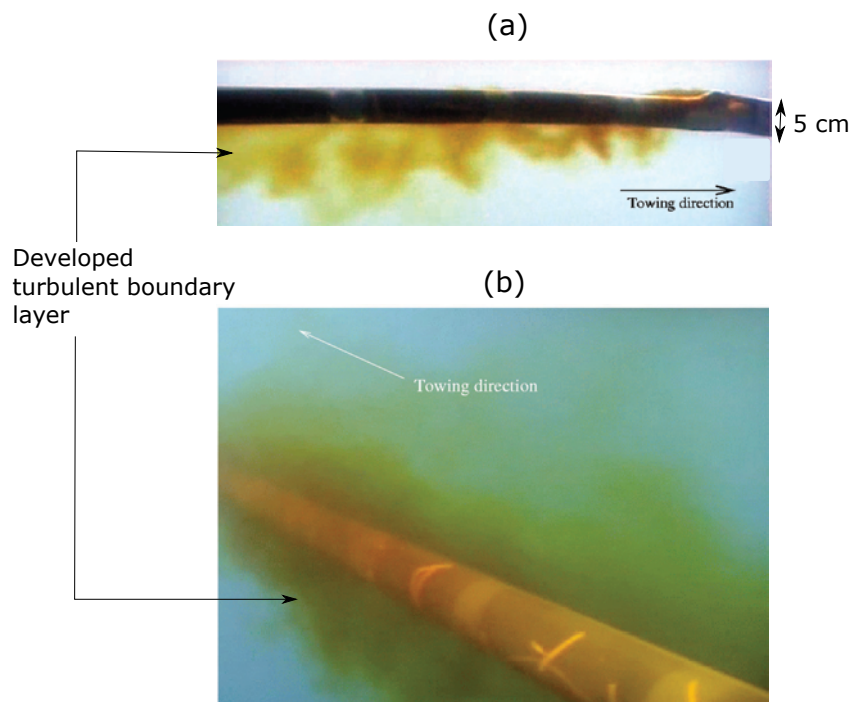 (a)
5 cm
Towing direction
Developed
turbulent boundary
layer
(b)
Towing direction